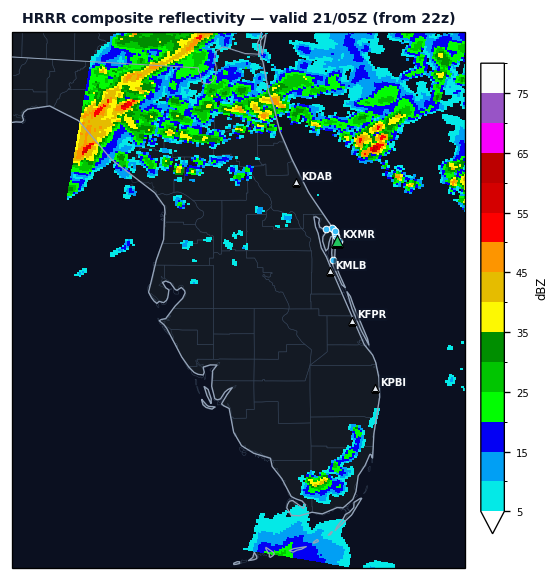 HRRR composite reflectivity — valid 21/05Z (from 22z)
KDAB
KXMR
KMLB
KFPR
KPBI
75
65
55
45
35
25
15
5
dBZ